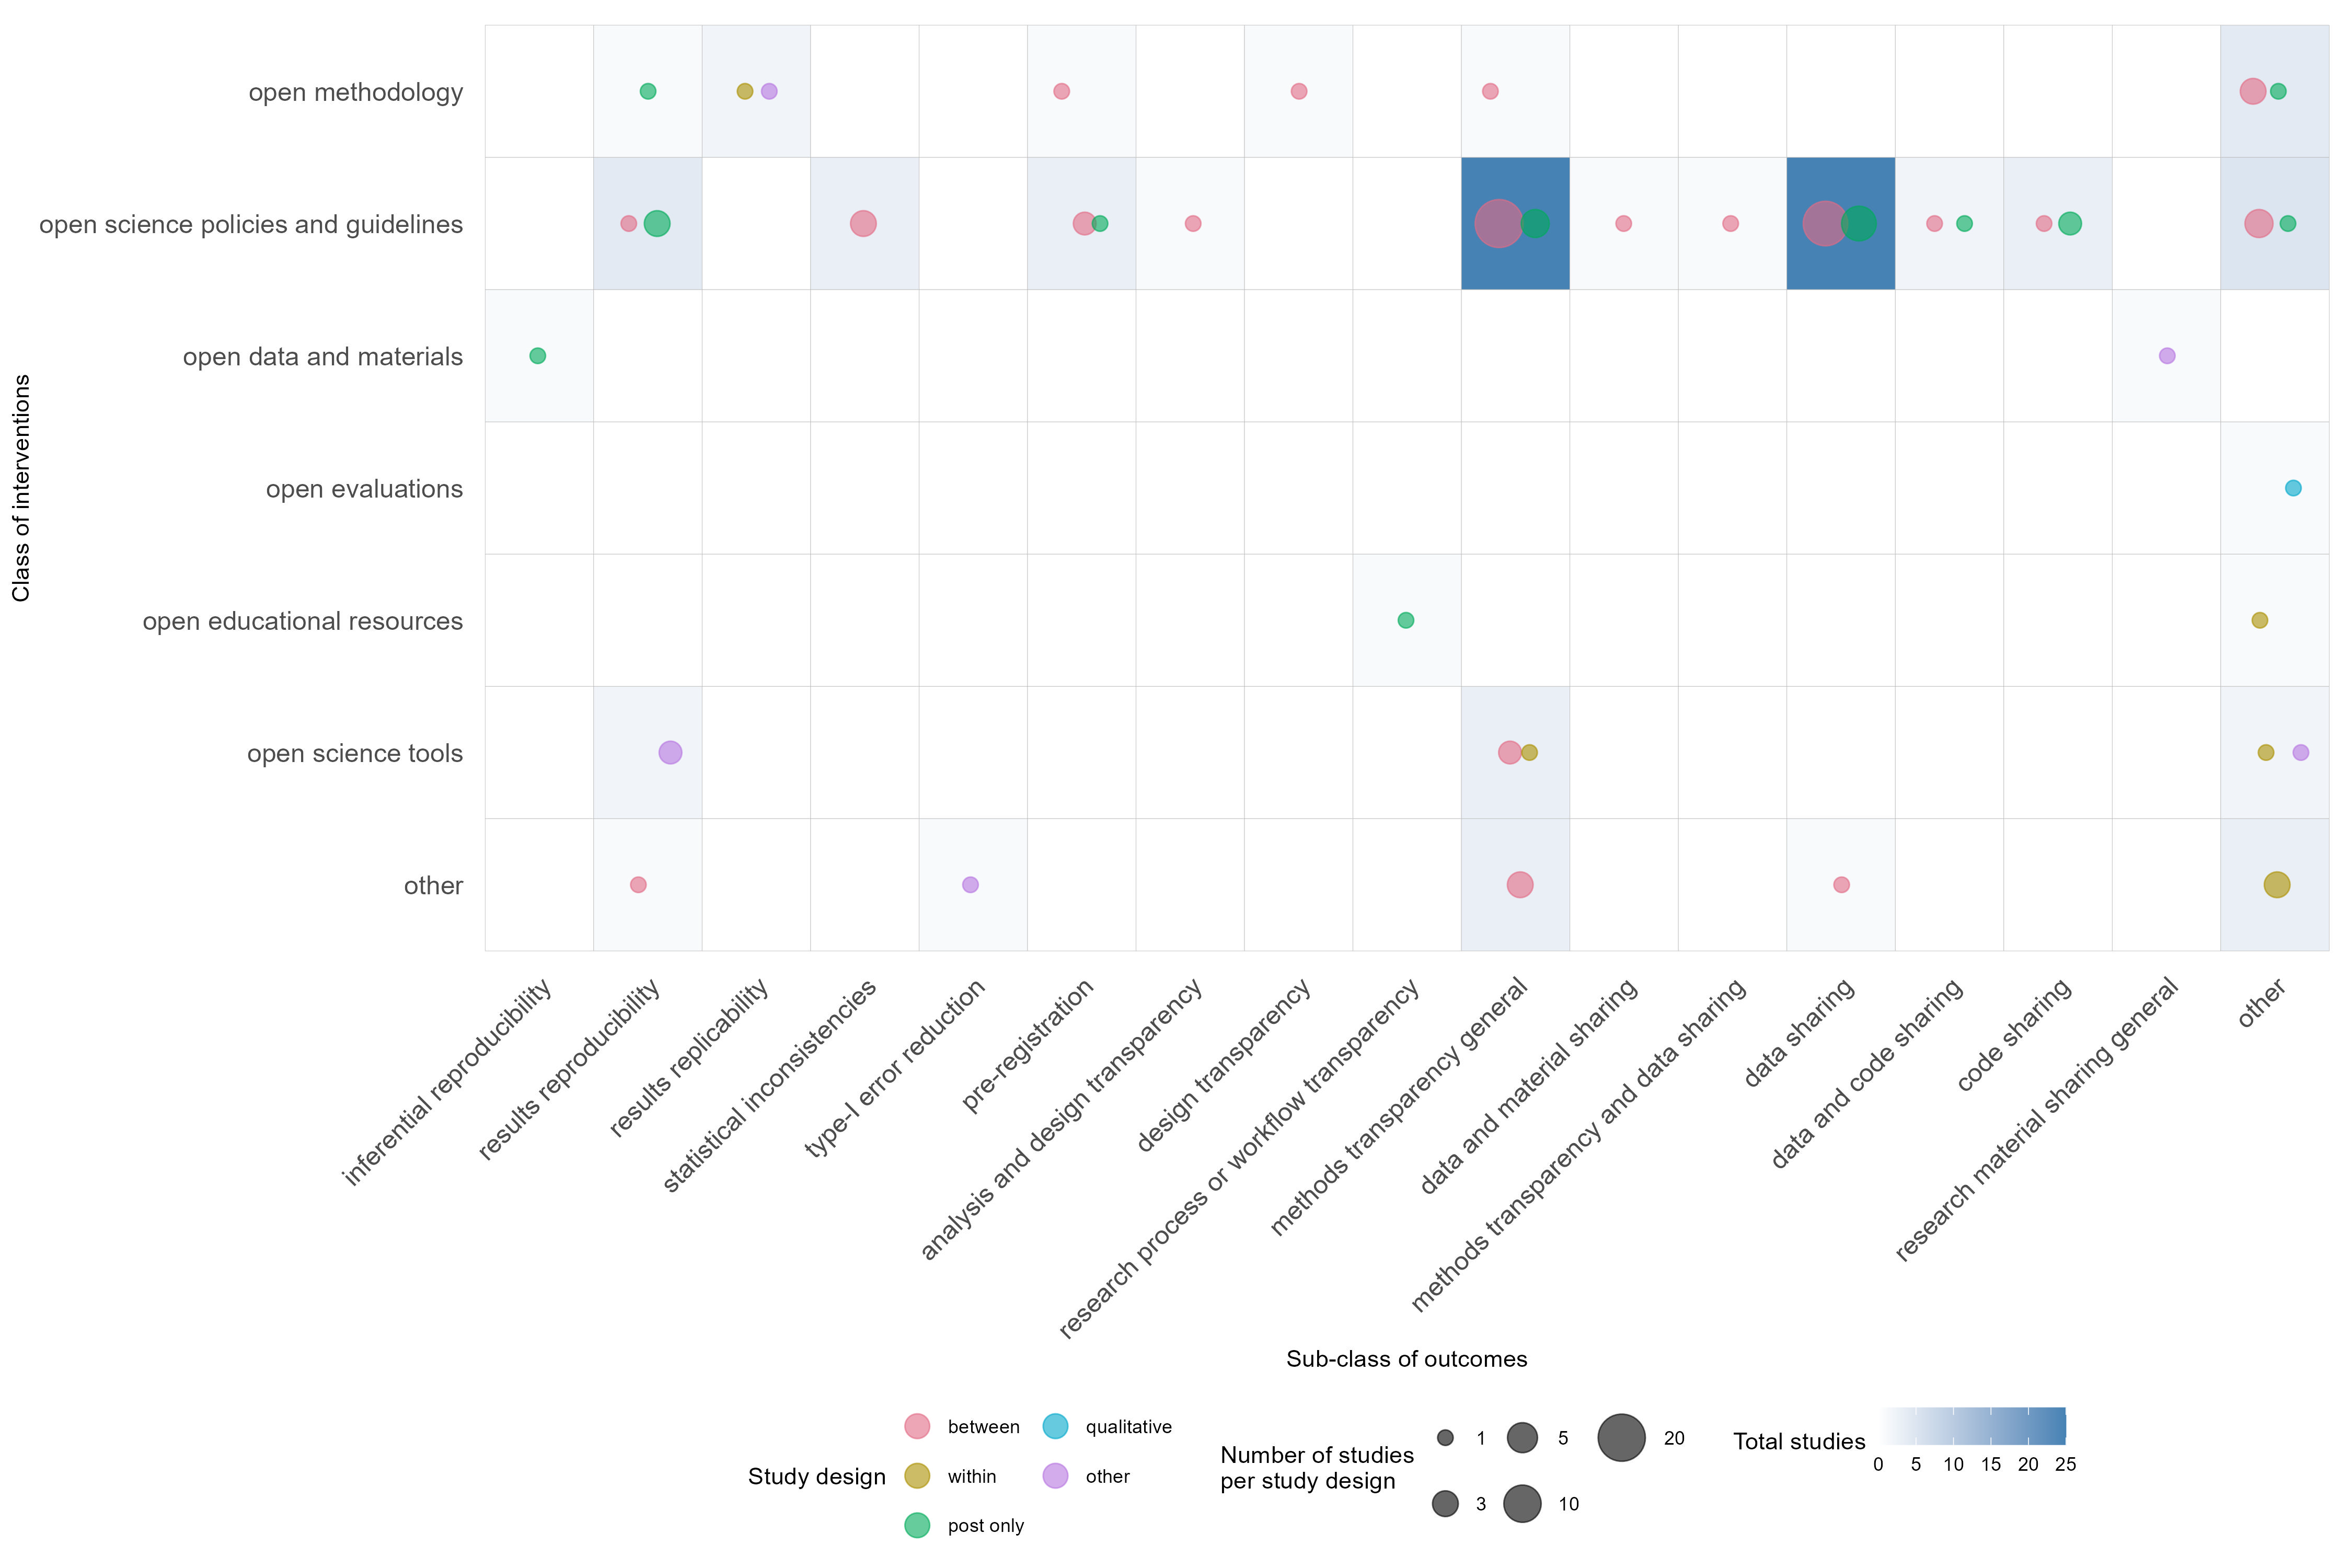 open methodology
open science policies and guidelines
open data and materials
open evaluations
open educational resources
open science tools
other
Class of interventions
inferential reproducibility
results reproducibility
results replicability
statistical inconsistencies
type-I error reduction
pre-registration
analysis and design transparency
design transparency
research process or workflow transparency
methods transparency general
data and material sharing
methods transparency and data sharing
data sharing
data and code sharing
code sharing
research material sharing general
other
Sub-class of outcomes
Study design
between
within
post only
qualitative
other
Number of studies
per study design
1
3
5
10
20
Total studies
0 5 10 15 20 25